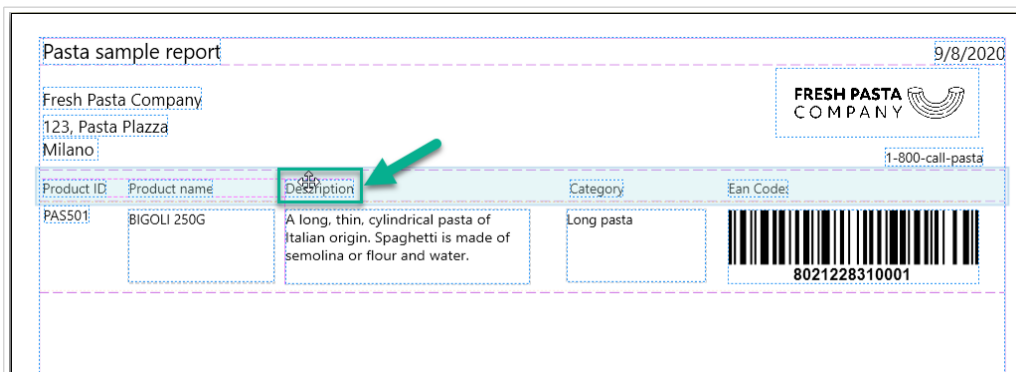 Pasta sample report
9/8/2020
Fresh Pasta Company
FRESH PASTA
COMPANY
123, Pasta Plazza
Milano
1-800-call-pasta
Product ID Product name Description Category Ean Code:
PAS501 BIGOLI 250G A long, thin, cylindrical pasta of Long pasta
Italian origin. Spaghetti is made of
semolina or flour and water.
8021228310001